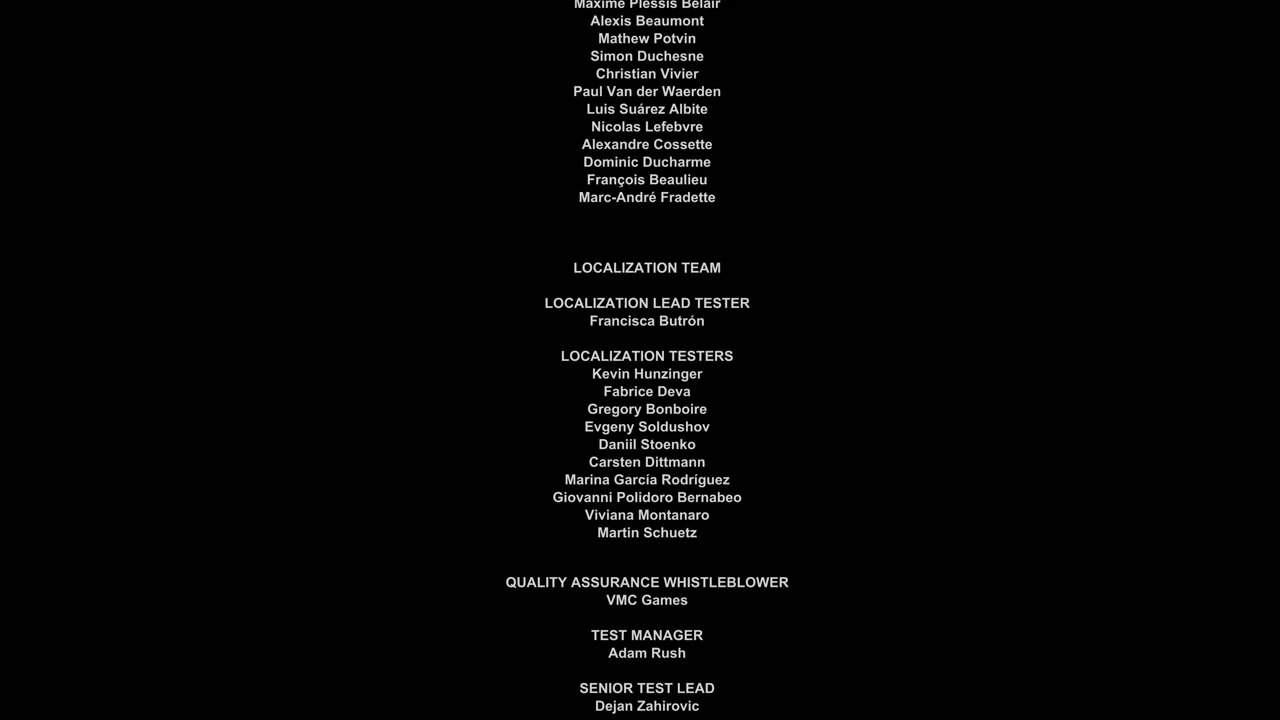 Maxime Plessis Belair
Alexis Beaumont
Mathew Potvin
Simon Duchesne
Christian Vivier
Paul Van der Waerden
Luis Suárez Albite
Nicolas Lefebvre
Alexandre Cossette
Dominic Ducharme
François Beaulieu
Marc-André Fradette
LOCALIZATION TEAM
LOCALIZATION LEAD TESTER
Francisca Butrón
LOCALIZATION TESTERS
Kevin Hunzinger
Fabrice Deva
Gregory Bonboire
Evgeny Soldushov
Daniil Stoenko
Carsten Dittmann
Marina García Rodríguez
Giovanni Polidoro Bernabeo
Viviana Montanaro
Martin Schuetz
QUALITY ASSURANCE WHISTLEBLOWER
VMC Games
TEST MANAGER
Adam Rush
SENIOR TEST LEAD
Dejan Zahirovic